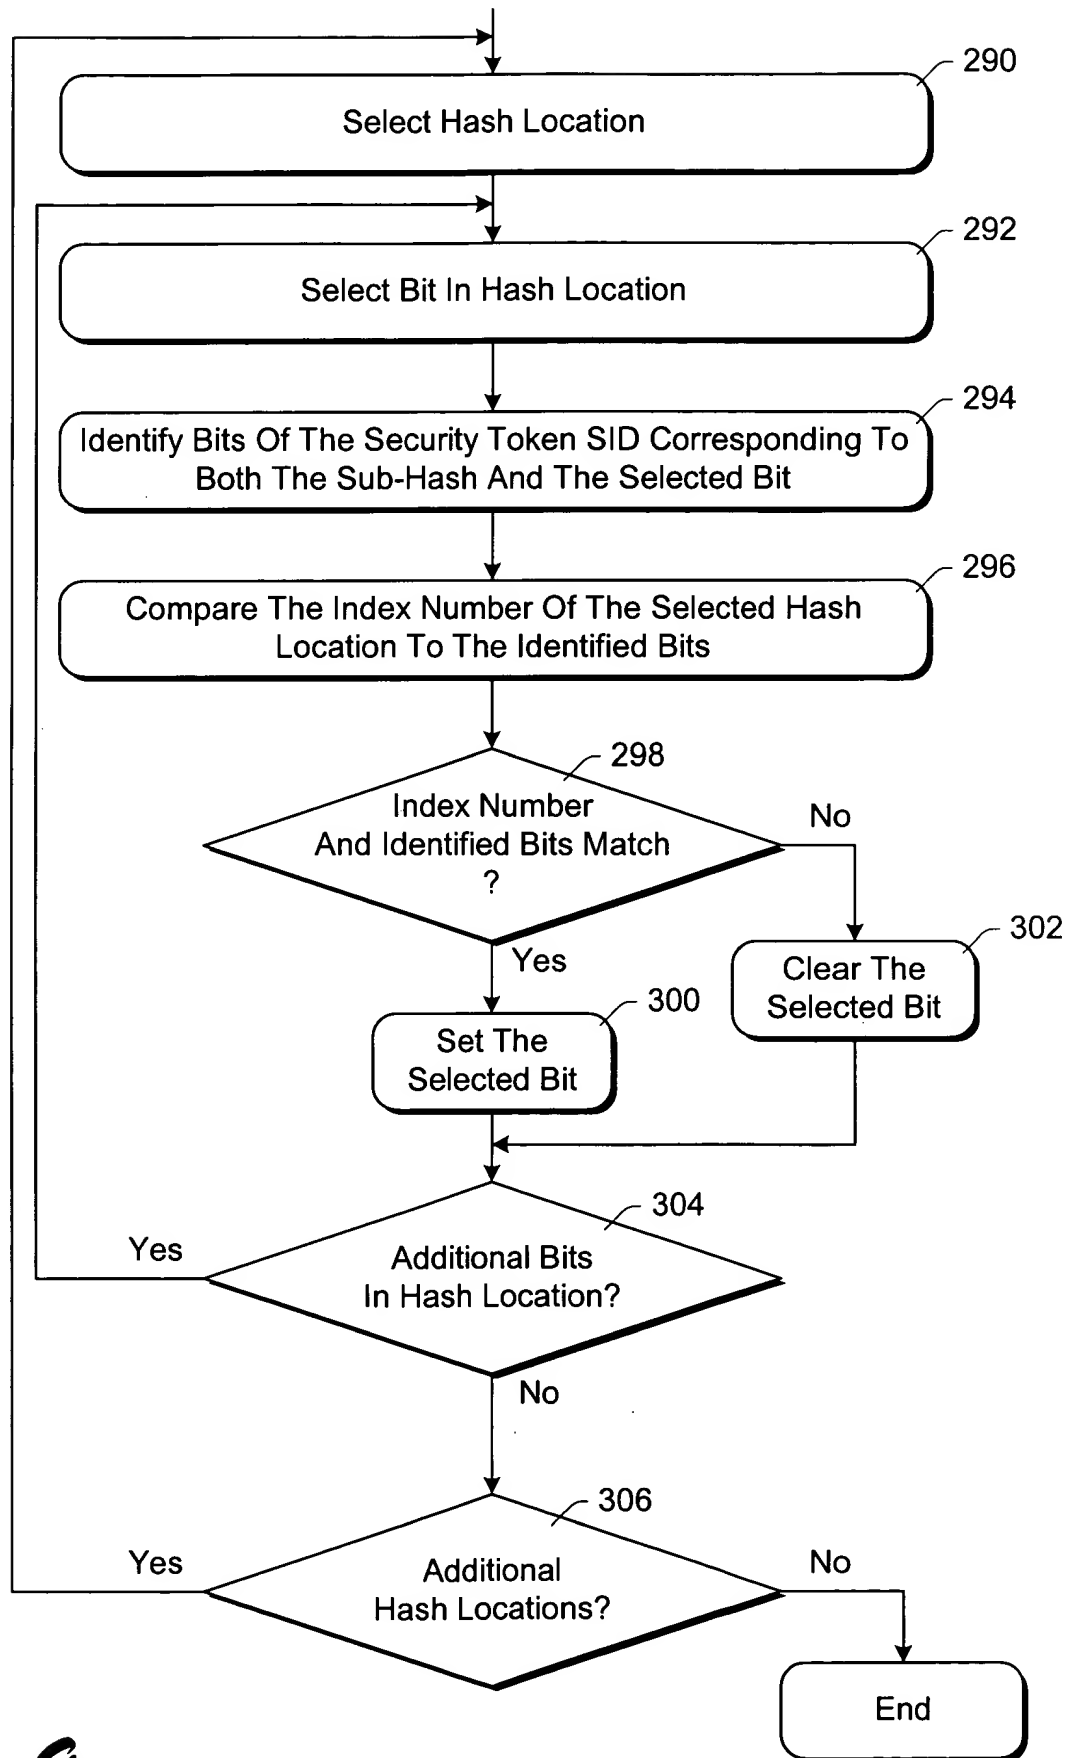 290
Select Hash Location
292
Select Bit In Hash Location
294
Identify Bits Of The Security Token SID Corresponding To
Both The Sub-Hash And The Selected Bit
296
Compare The Index Number Of The Selected Hash
Location To The Identified Bits
298
Index Number
And Identified Bits Match
?
No
Yes
302
Clear The
Selected Bit
300
Set The
Selected Bit
304
Yes
Additional Bits
In Hash Location?
No
306
Yes
No
Additional
Hash Locations?
End